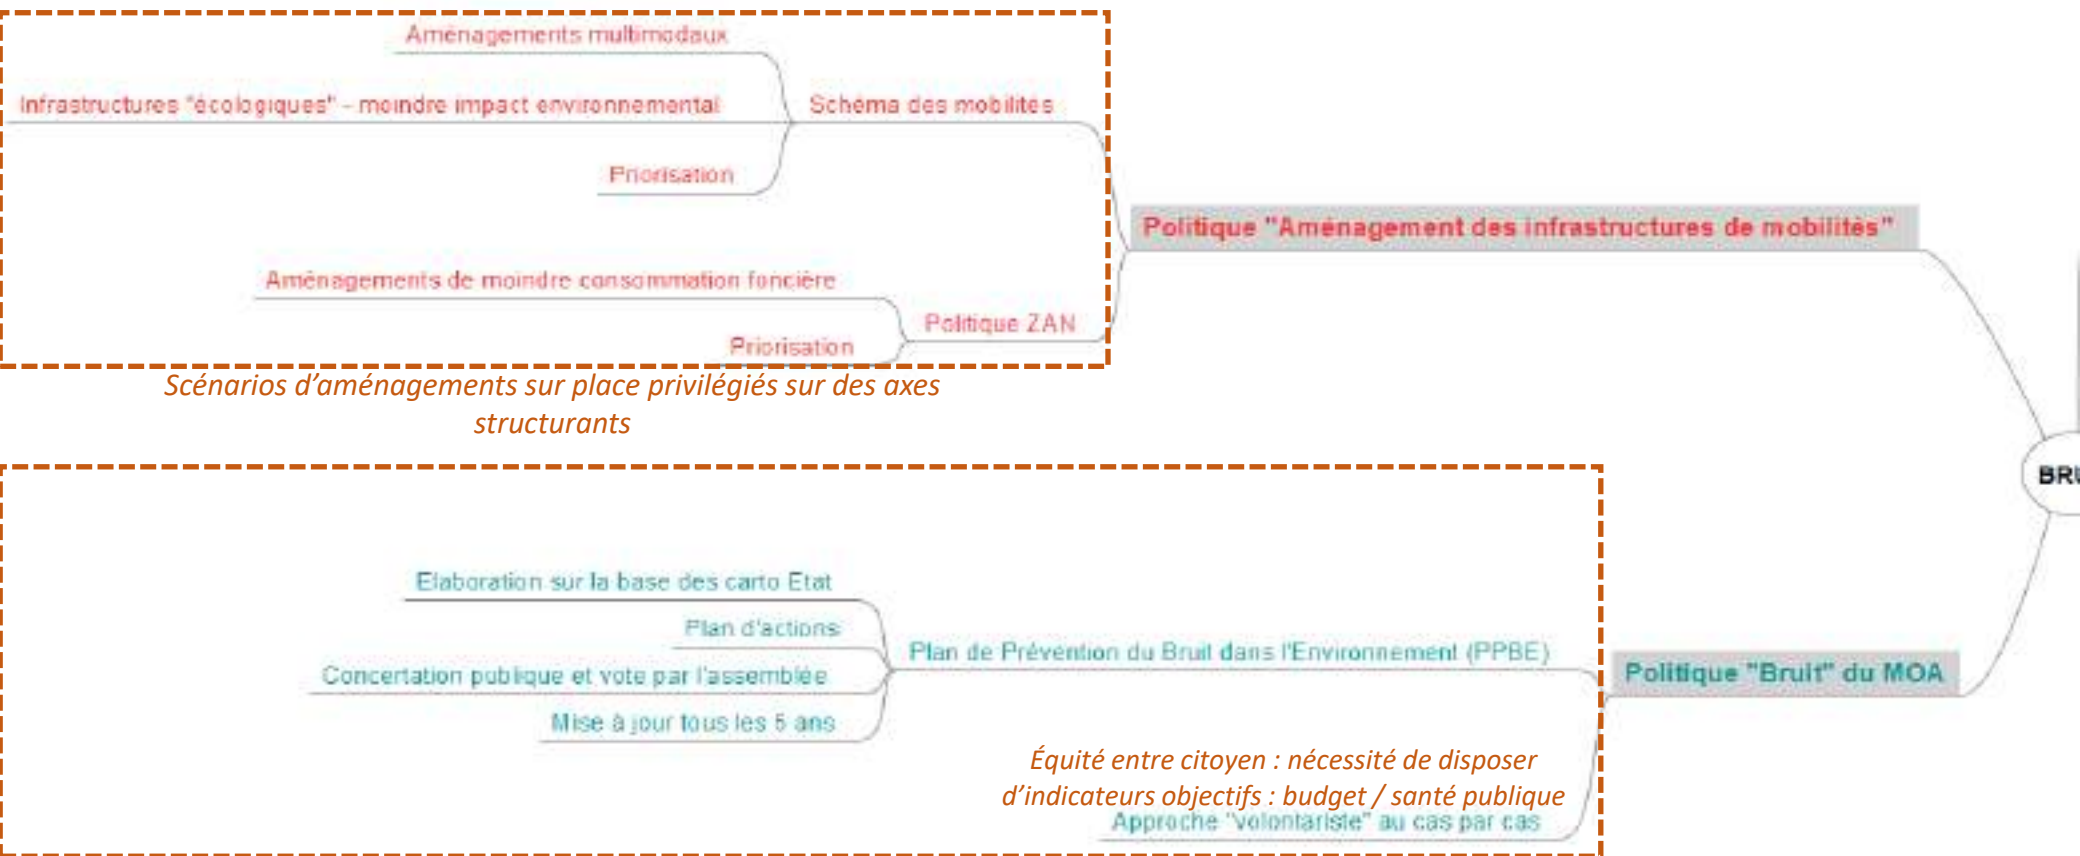 Aménagements multimodaux
Infrastructures "écologiques" - moindre impact environnemental
Schéma des mobilités
Priorisation
Politique "Aménagement des infrastructures de mobilités"
Aménagements de moindre consommation foncière
Politique ZAN
Priorisation
Scénarios d'aménagements sur place privilégiés sur des axes
structurants
BRU
Elaboration sur la base des carto Etat
Plan d'actions
Plan de Prévention du Bruit dans l'Environnement (PPBE)
Concertation publique et vote par l'assemblée
Politique "Bruit" du MOA
Mise à jour tous les 5 ans
Équité entre citoyen : nécessité de disposer
d'indicateurs objectifs : budget / santé publique
Approche "volontariste" au cas par cas